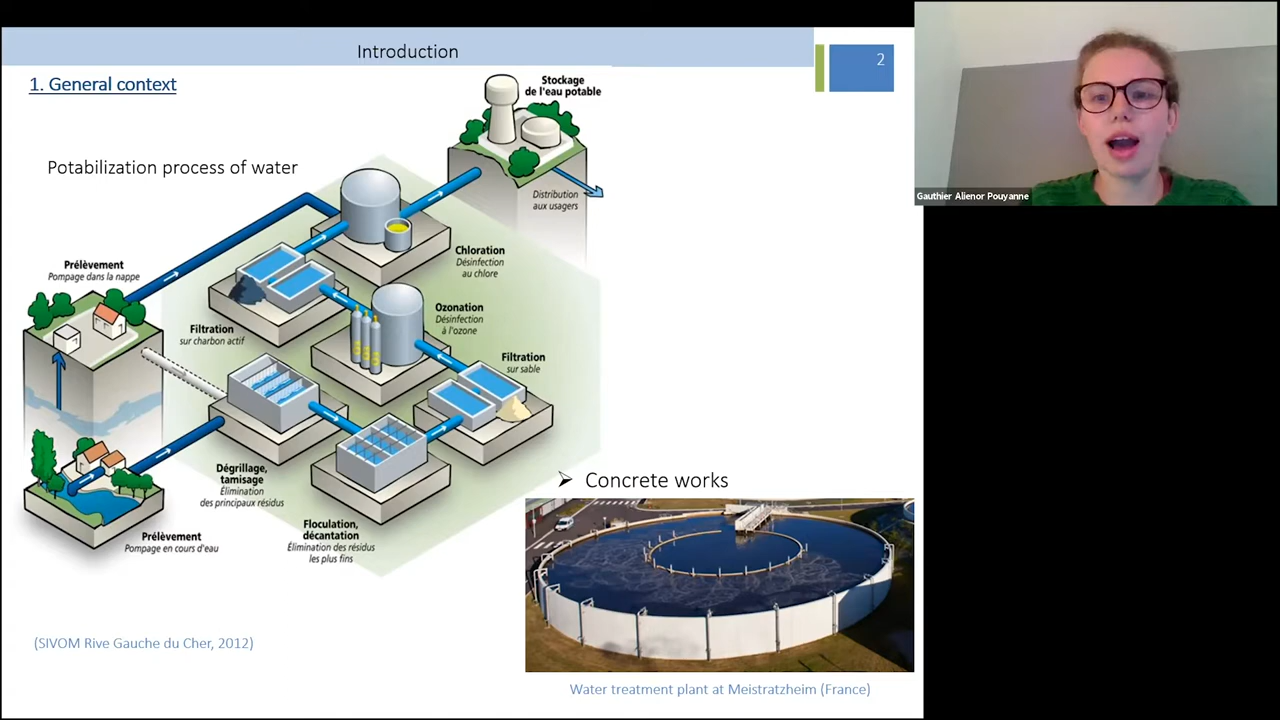 Introduction
2
1. General context
Potabilization process of water
Stockage
de l'eau potable
Distribution
aux usagers
Prélèvement
Pompage dans la nappe
Chloration
Désinfection
au chlore
Filtration
sur charbon actif
Ozonation
Désinfection
à l'ozone
Filtration
sur sable
Dégrillage,
tamisage
Élimination
des principaux résidus
Floculation,
décantation
Élimination des résidus
les plus fins
Prélèvement
Pompage en cours d'eau
➢ Concrete works
(SIVOM Rive Gauche du Cher, 2012)
Water treatment plant at Meistratzheim (France)
Gauthier Alienor Pouyanne